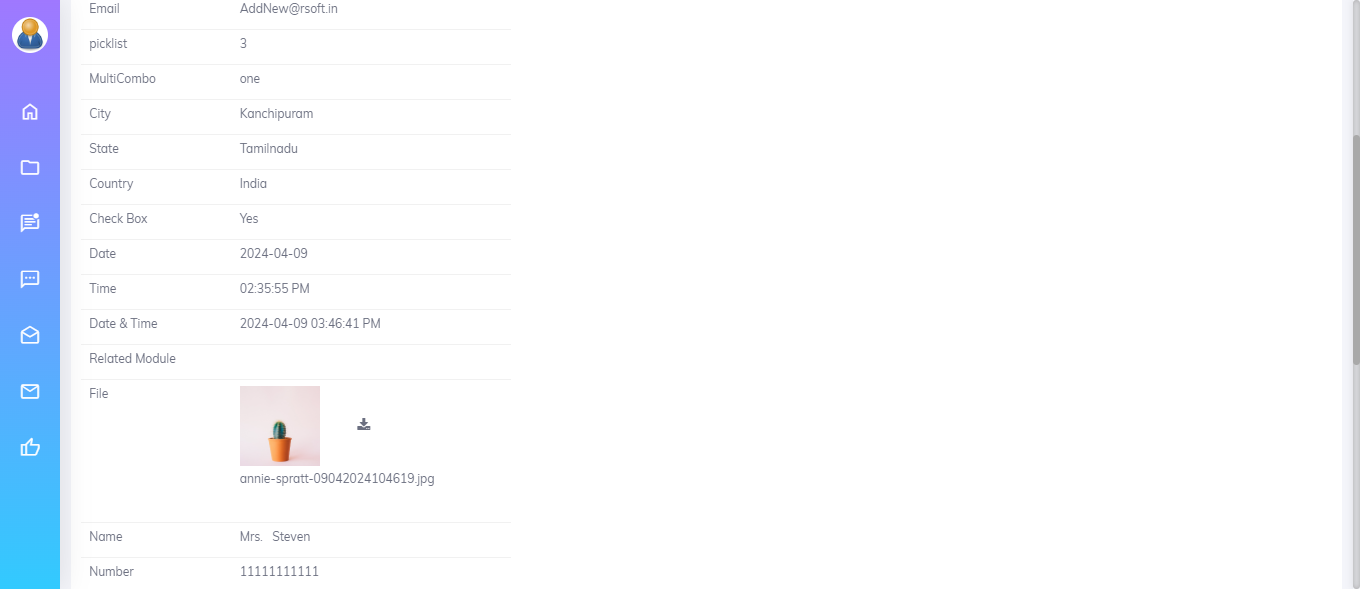 Email AddNew@rsoft.in
picklist 3
MultiCombo one
City Kanchipuram
State Tamilnadu
Country India
Check Box Yes
Date 2024-04-09
Time 02:35:55 PM
Date & Time 2024-04-09 03:46:41 PM
Related Module
File
annie-spratt-09042024104619.jpg
Name Mrs. Steven
Number 11111111111